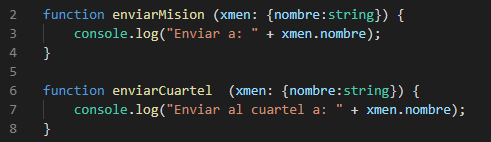 2 function enviarMision (xmen: {nombre:string}) {
3     console.log("Enviar a: " + xmen.nombre);
4 }
5
6 function enviarCuartel  (xmen: {nombre:string}) {
7     console.log("Enviar al cuartel a: " + xmen.nombre);
8 }